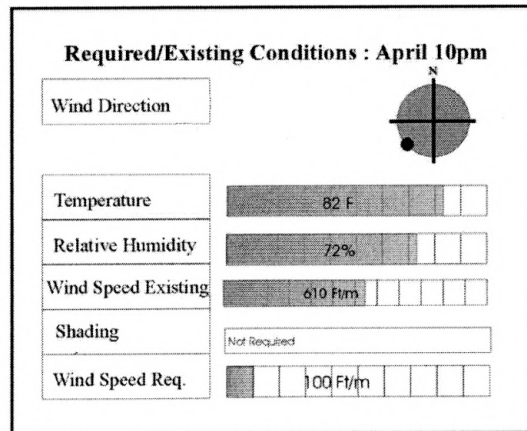 Required/Existing Conditions : April 10pm
N
Wind Direction
Temperature
82 F
Relative Humidity
72%
Wind Speed Existing
610 Ft/m
Shading
Not Required
Wind Speed Req.
100 Ft/m